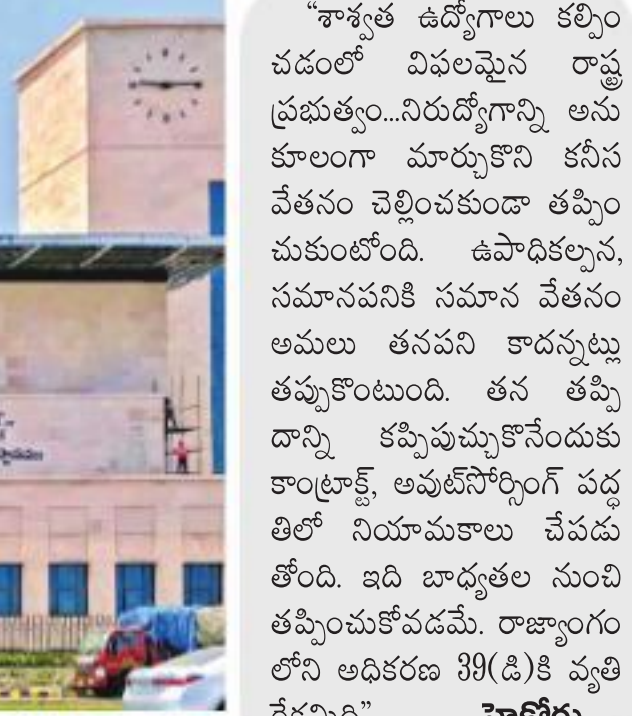 “శాశ్వత ఉద్యోగాలు కల్పిం
చడంలో విఫలమైన రాష్ట్ర
ప్రభుత్వం...నిరుద్యోగాన్ని అను
కూలంగా మార్చుకొని కనీస
వేతనం చెల్లించకుండా తప్పిం
చుకుంటోంది. ఉపాధికల్పన,
సమానపనికి సమాన వేతనం
అమలు తనపని కాదన్నట్లు
తప్పుకొంటుంది. తన తప్పి
దాన్ని కప్పిపుచ్చుకొనేందుకు
కాంట్రాక్ట్, అవుట్‌సోర్సింగ్ పద్ధ
తిలో నియామకాలు చేపడు
తోంది. ఇది బాధ్యతల నుంచి
తప్పించుకోవడమే. రాజ్యాంగం
లోని అధికరణ 39(డి)కి వ్యతి
రేకమిది”